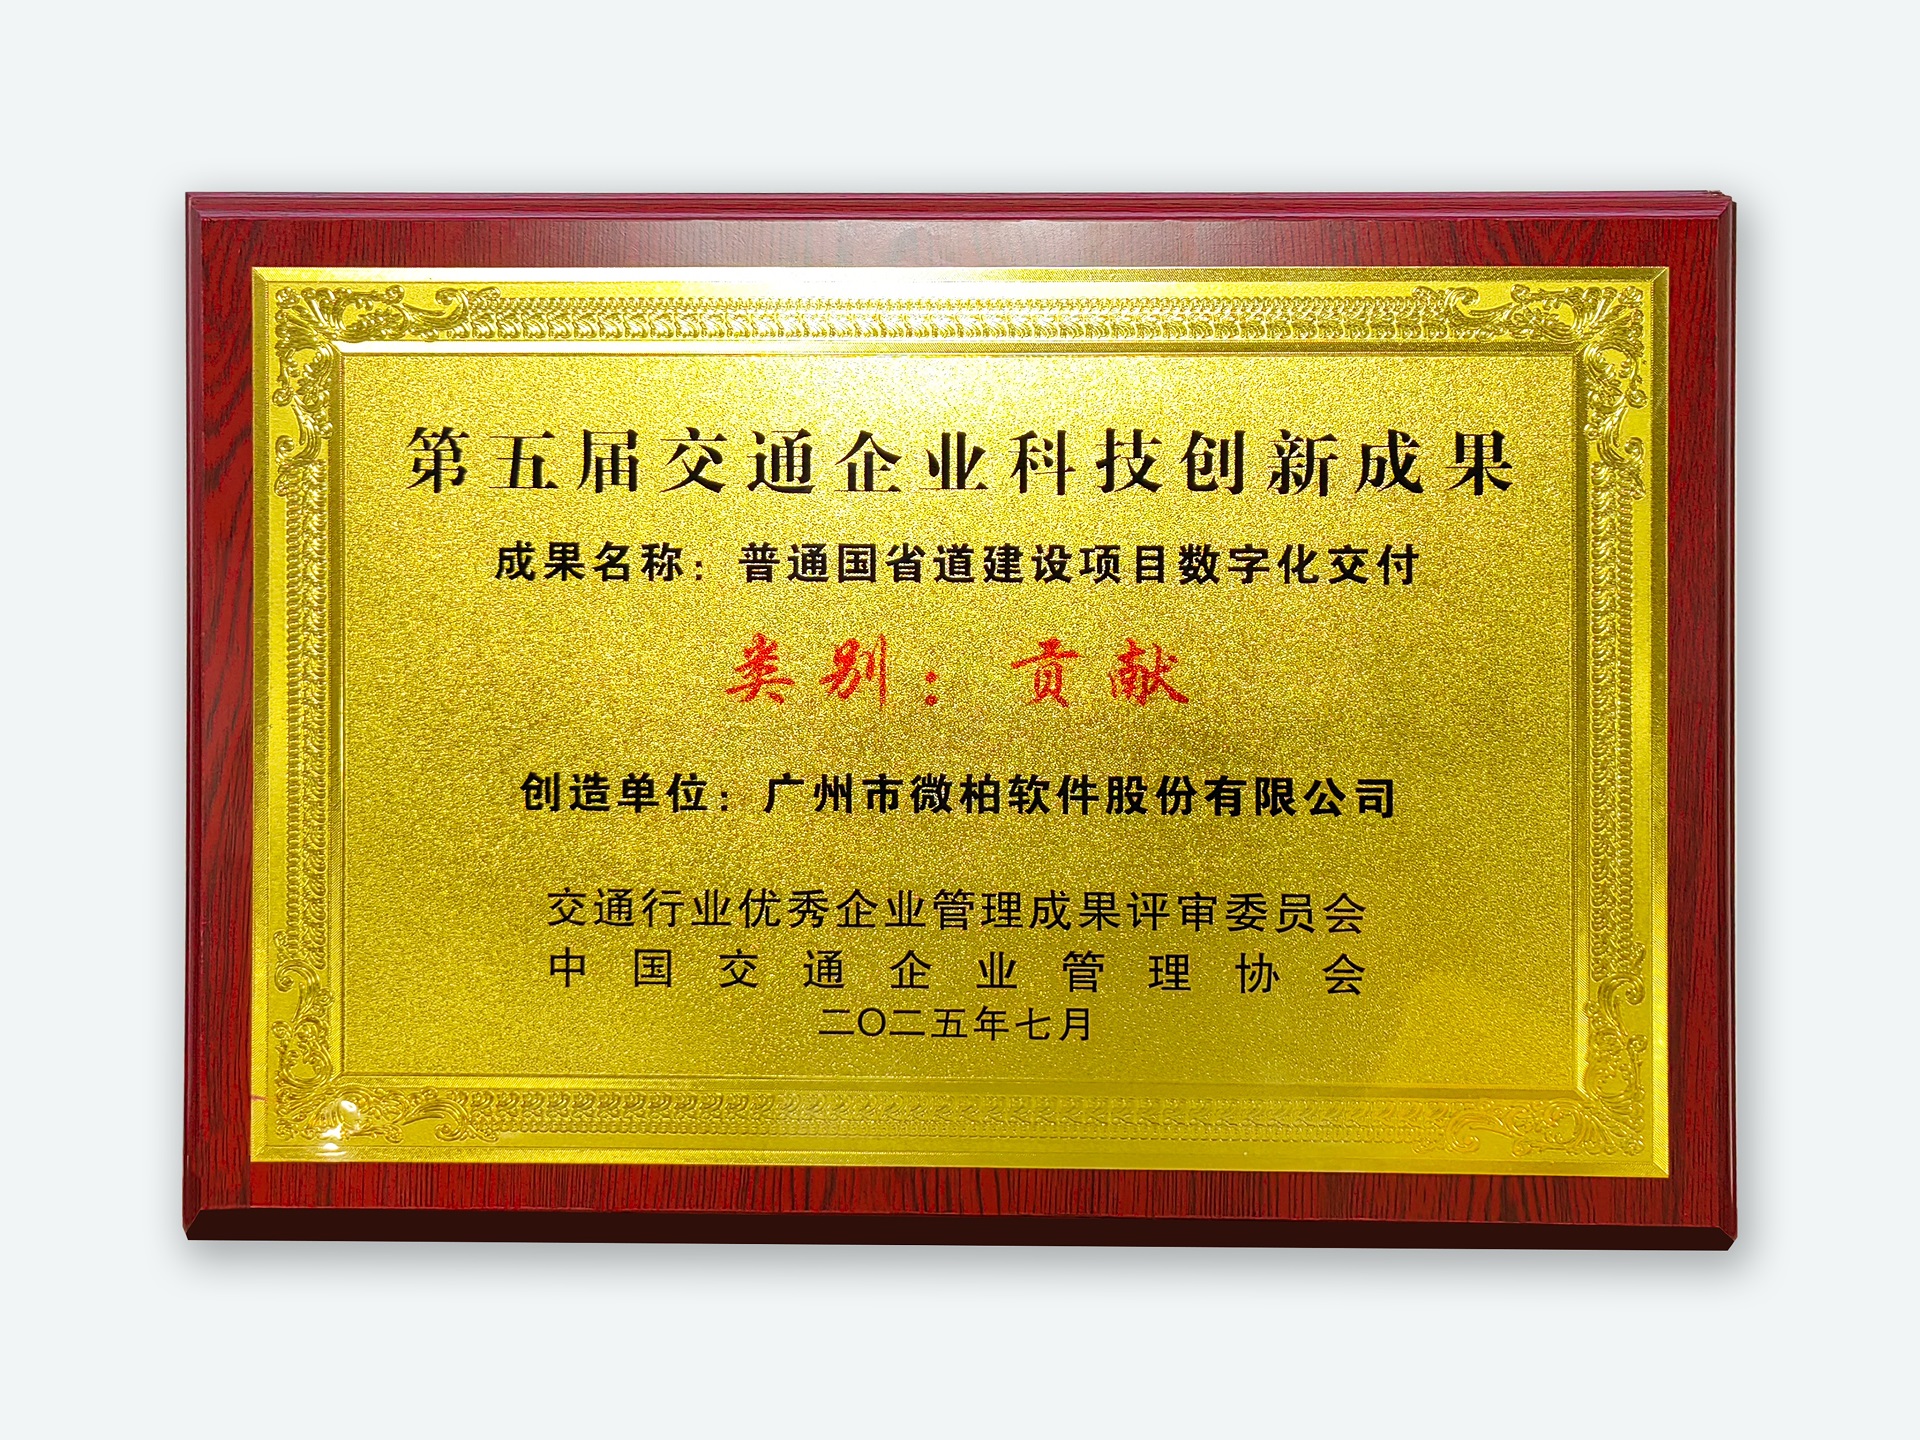 第五届交通企业科技创新成果
成果名称：普通国省道建设项目数字化交付
类别：贡献
创造单位：广州市微柏软件股份有限公司
交通行业优秀企业管理成果评审委员会
中国交通企业管理协会
二〇二五年七月